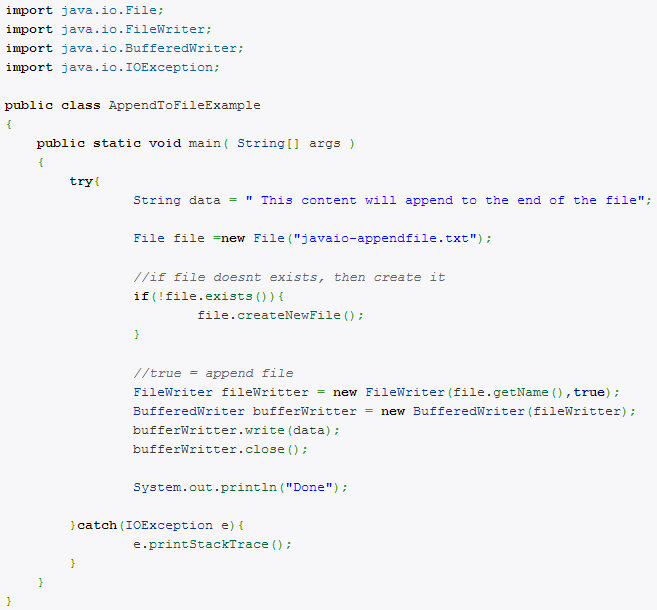 import java.io.File;
import java.io.FileWriter;
import java.io.BufferedWriter;
import java.io.IOException;

public class AppendToFileExample
{
    public static void main( String[] args )
    {
        try{
                String data = " This content will append to the end of the file";

                File file =new File("javaio-appendfile.txt");

                //if file doesnt exists, then create it
                if(!file.exists()){
                        file.createNewFile();
                }

                //true = append file
                FileWriter fileWritter = new FileWriter(file.getName(),true);
                BufferedWriter bufferWritter = new BufferedWriter(fileWritter);
                bufferWritter.write(data);
                bufferWritter.close();

                System.out.println("Done");

        }catch(IOException e){
                e.printStackTrace();
        }
    }
}